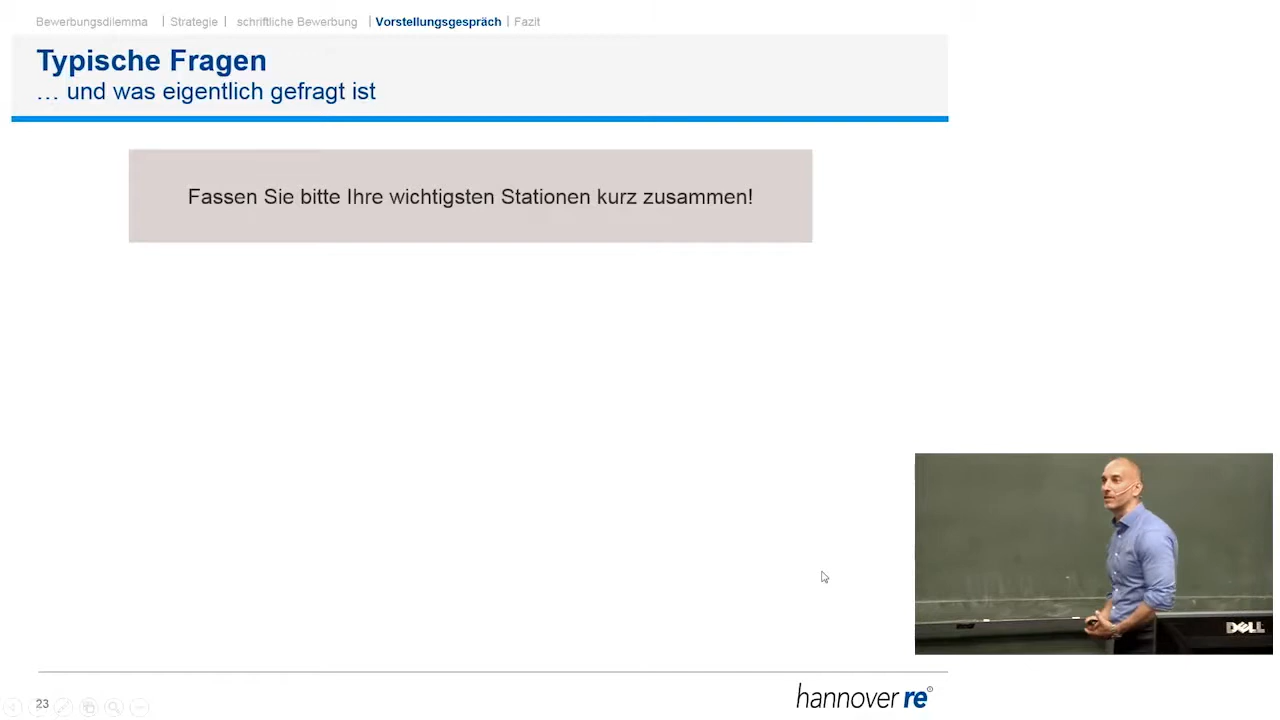 Bewerbungsdilemma | Strategie | schriftliche Bewerbung | Vorstellungsgespräch | Fazit
Typische Fragen
... und was eigentlich gefragt ist
Fassen Sie bitte Ihre wichtigsten Stationen kurz zusammen!
DELL
23
hannover re®